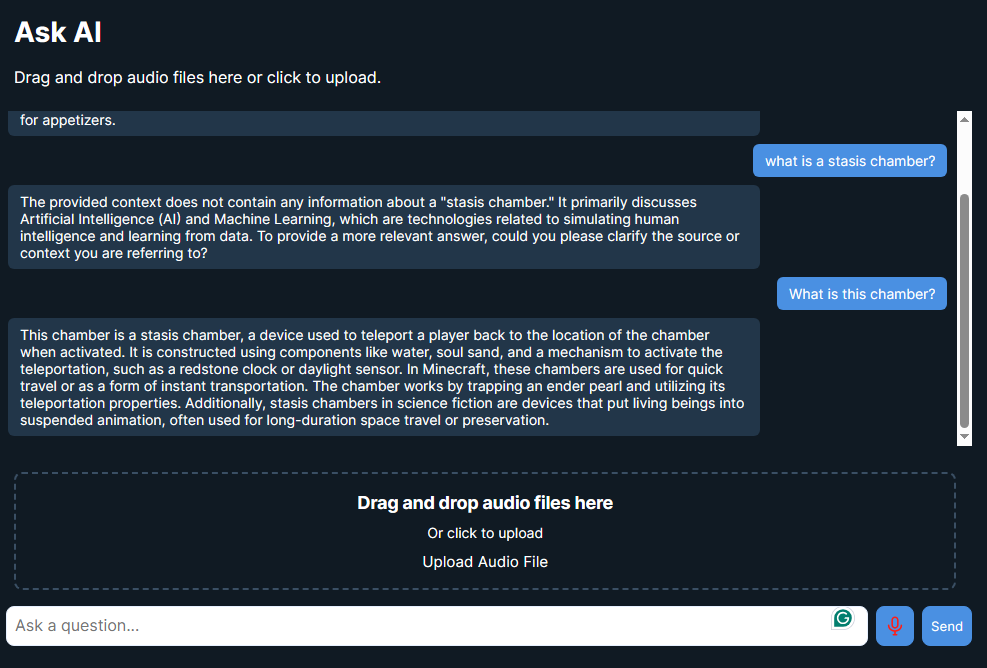 Ask AI
Drag and drop audio files here or click to upload.
for appetizers.
what is a stasis chamber?
The provided context does not contain any information about a "stasis chamber." It primarily discusses
Artificial Intelligence (AI) and Machine Learning, which are technologies related to simulating human
intelligence and learning from data. To provide a more relevant answer, could you please clarify the source or
context you are referring to?
What is this chamber?
This chamber is a stasis chamber, a device used to teleport a player back to the location of the chamber
when activated. It is constructed using components like water, soul sand, and a mechanism to activate the
teleportation, such as a redstone clock or daylight sensor. In Minecraft, these chambers are used for quick
travel or as a form of instant transportation. The chamber works by trapping an ender pearl and utilizing its
teleportation properties. Additionally, stasis chambers in science fiction are devices that put living beings into
suspended animation, often used for long-duration space travel or preservation.
Drag and drop audio files here
Or click to upload
Upload Audio File
Ask a question...
Send